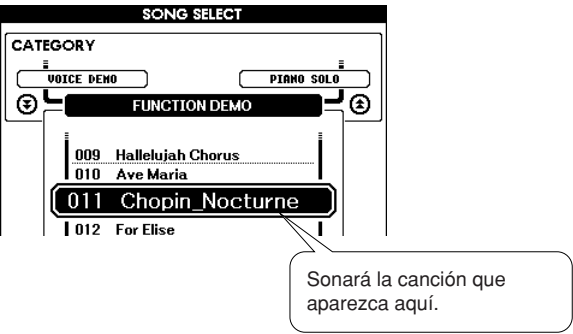 SONG SELECT
CATEGORY
VOICE DEMO
PIANO SOLO
FUNCTION DEMO
009 Hallelujah Chorus
010 Ave Maria
011 Chopin_Nocturne
012 For Elise
Sonará la canción que
aparezca aquí.